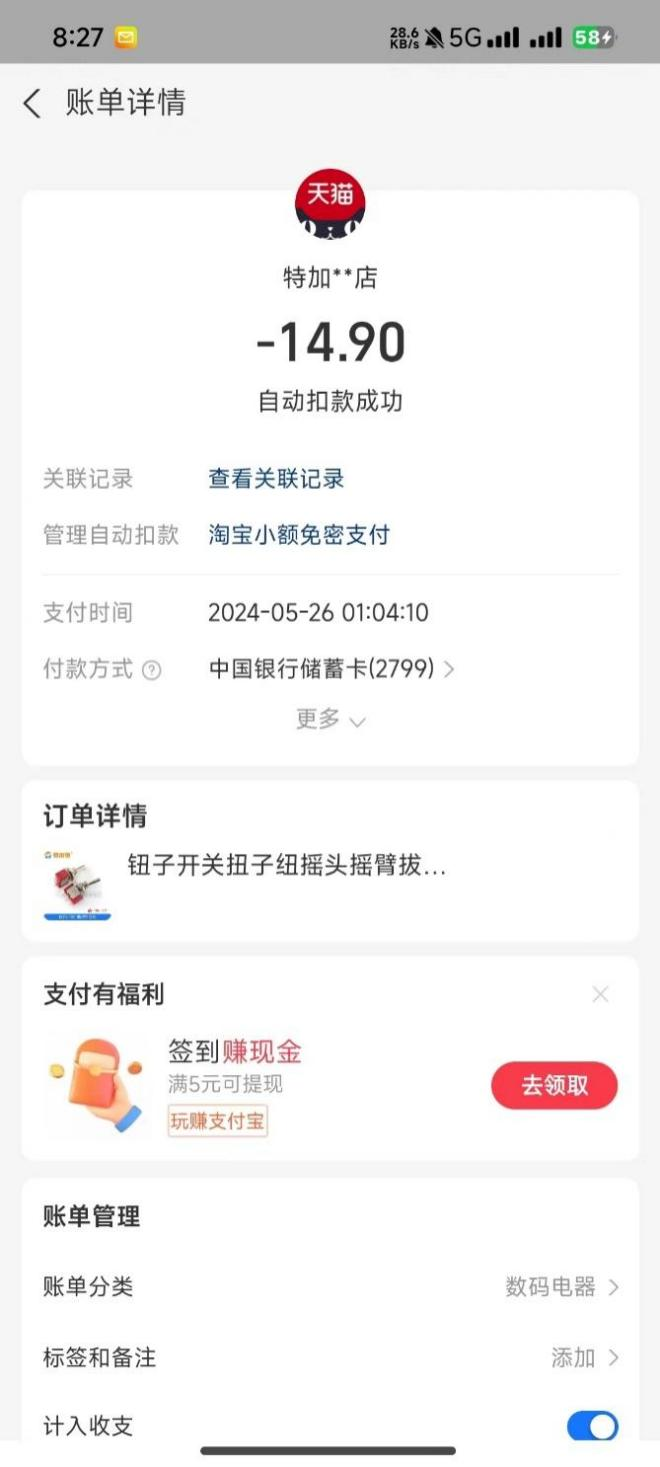 8:27 28.6 KB/s 5G 58
账单详情
天猫
特加**店
-14.90
自动扣款成功
关联记录 查看关联记录
管理自动扣款 淘宝小额免密支付
支付时间 2024-05-26 01:04:10
付款方式 ? 中国银行储蓄卡(2799)
更多
订单详情
钮子开关扭子纽摇头摇臂拔...
支付有福利
签到赚现金
满5元可提现
去领取
玩赚支付宝
账单管理
账单分类 数码电器
标签和备注 添加
计入收支